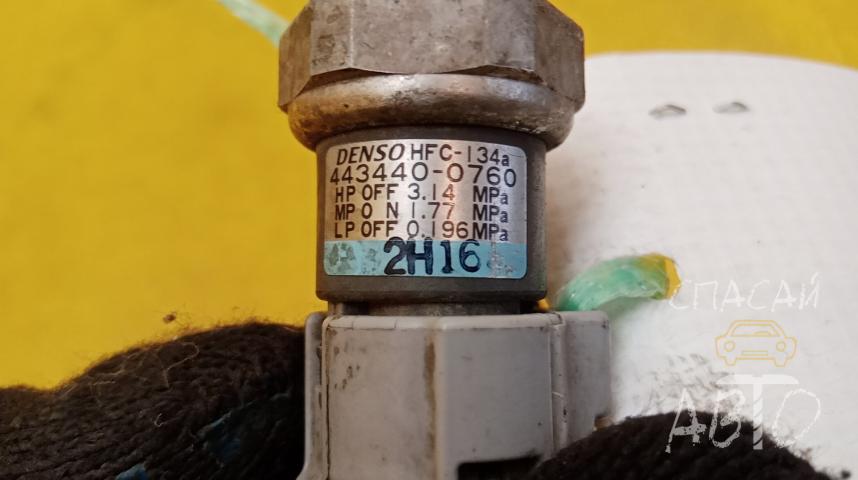 DENSO HFC-134a
443440-0760
HP OFF 3.14 MPa
MP O N 1.77 MPa
LP OFF 0.196 MPa
2H16
СПАСАЙ
АВТО